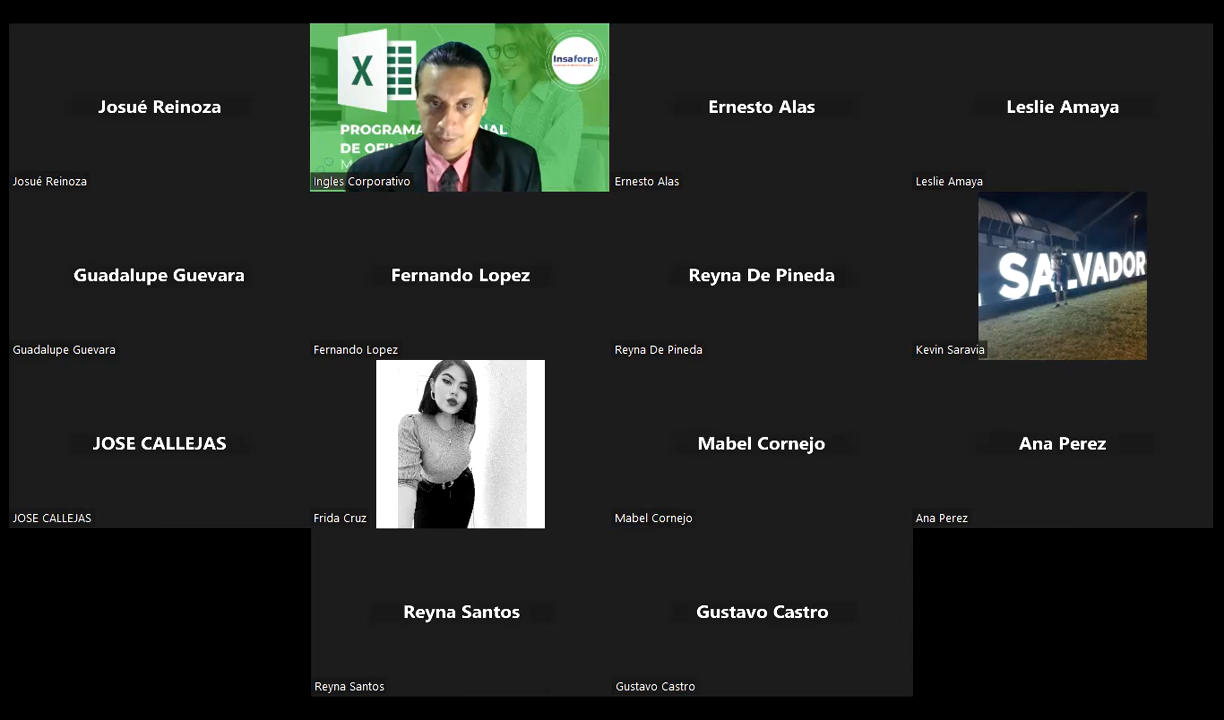 Josué Reinoza
Josué Reinoza
X
Insaforp
PROGRAMA
NAL
DE
Ingles Corporativo
Ernesto Alas
Ernesto Alas
Leslie Amaya
Leslie Amaya
Guadalupe Guevara
Guadalupe Guevara
Fernando Lopez
Fernando Lopez
Reyna De Pineda
Reyna De Pineda
SALVADOR
Kevin Saravia
JOSE CALLEJAS
JOSE CALLEJAS
Frida Cruz
Mabel Cornejo
Mabel Cornejo
Ana Perez
Ana Perez
Reyna Santos
Reyna Santos
Gustavo Castro
Gustavo Castro